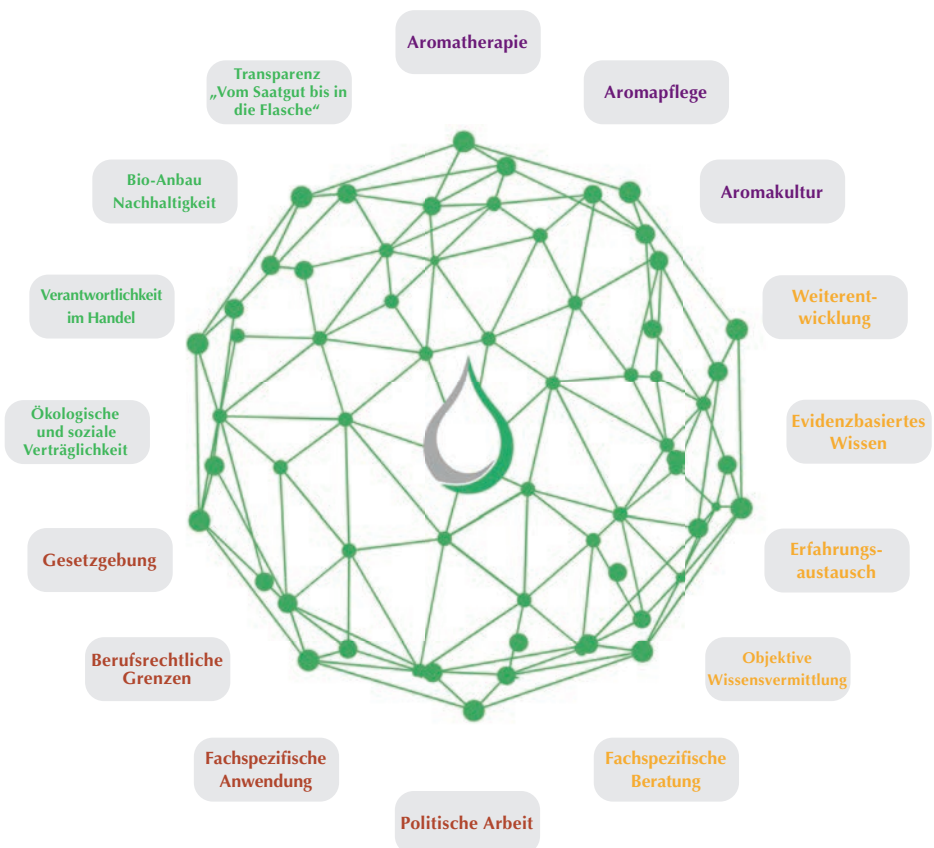 Aromatherapie
Aromapflege
Aromakultur
Weiterent-
wicklung
Evidenzbasiertes
Wissen
Erfahrungs-
austausch
Objektive
Wissensvermittlung
Fachspezifische
Beratung
Politische Arbeit
Fachspezifische
Anwendung
Berufsrechtliche
Grenzen
Gesetzgebung
Ökologische
und soziale
Verträglichkeit
Verantwortlichkeit
im Handel
Bio-Anbau
Nachhaltigkeit
Transparenz
„Vom Saatgut bis in
die Flasche“